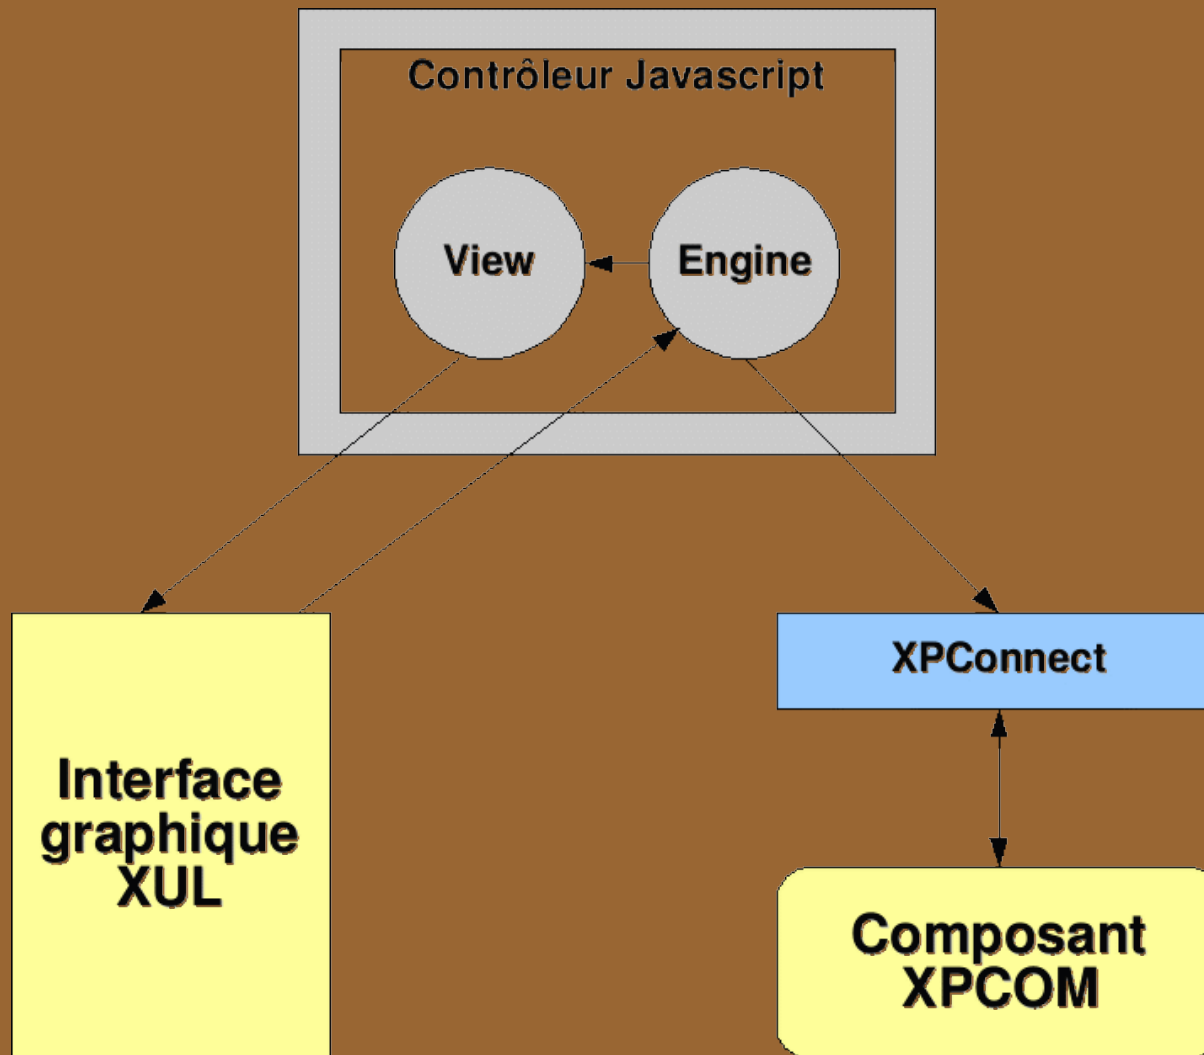 Contrôleur Javascript
View
Engine
XPConnect
Interface
graphique
XUL
Composant
XPCOM